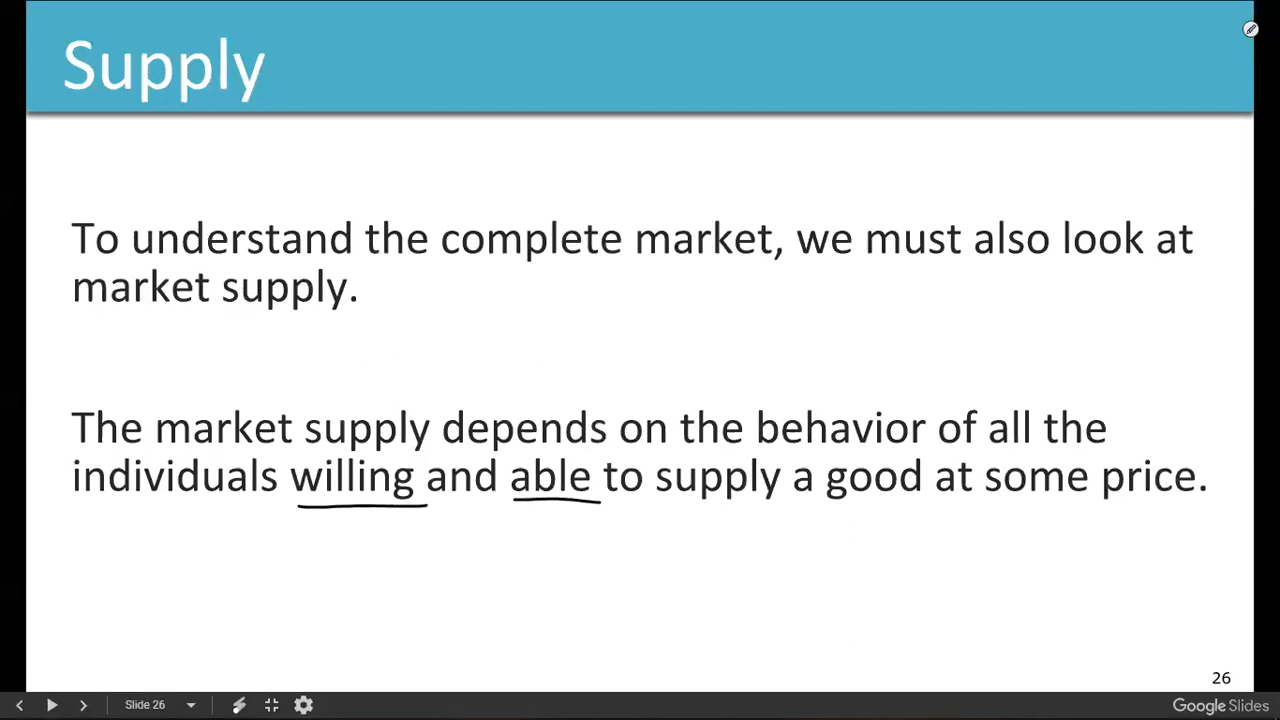 Supply
To understand the complete market, we must also look at
market supply.
The market supply depends on the behavior of all the
individuals willing and able to supply a good at some price.
26
Slide 26
Google Slides